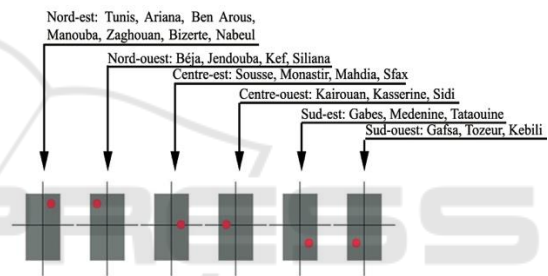 Nord-est: Tunis, Ariana, Ben Arous,
Manouba, Zaghouan, Bizerte, Nabeul
Nord-ouest: Béja, Jendouba, Kef, Siliana
Centre-est: Sousse, Monastir, Mahdia, Sfax
Centre-ouest: Kairouan, Kasserine, Sidi
Sud-est: Gabes, Medenine, Tataouine
Sud-ouest: Gafsa, Tozeur, Kebili
PRESS